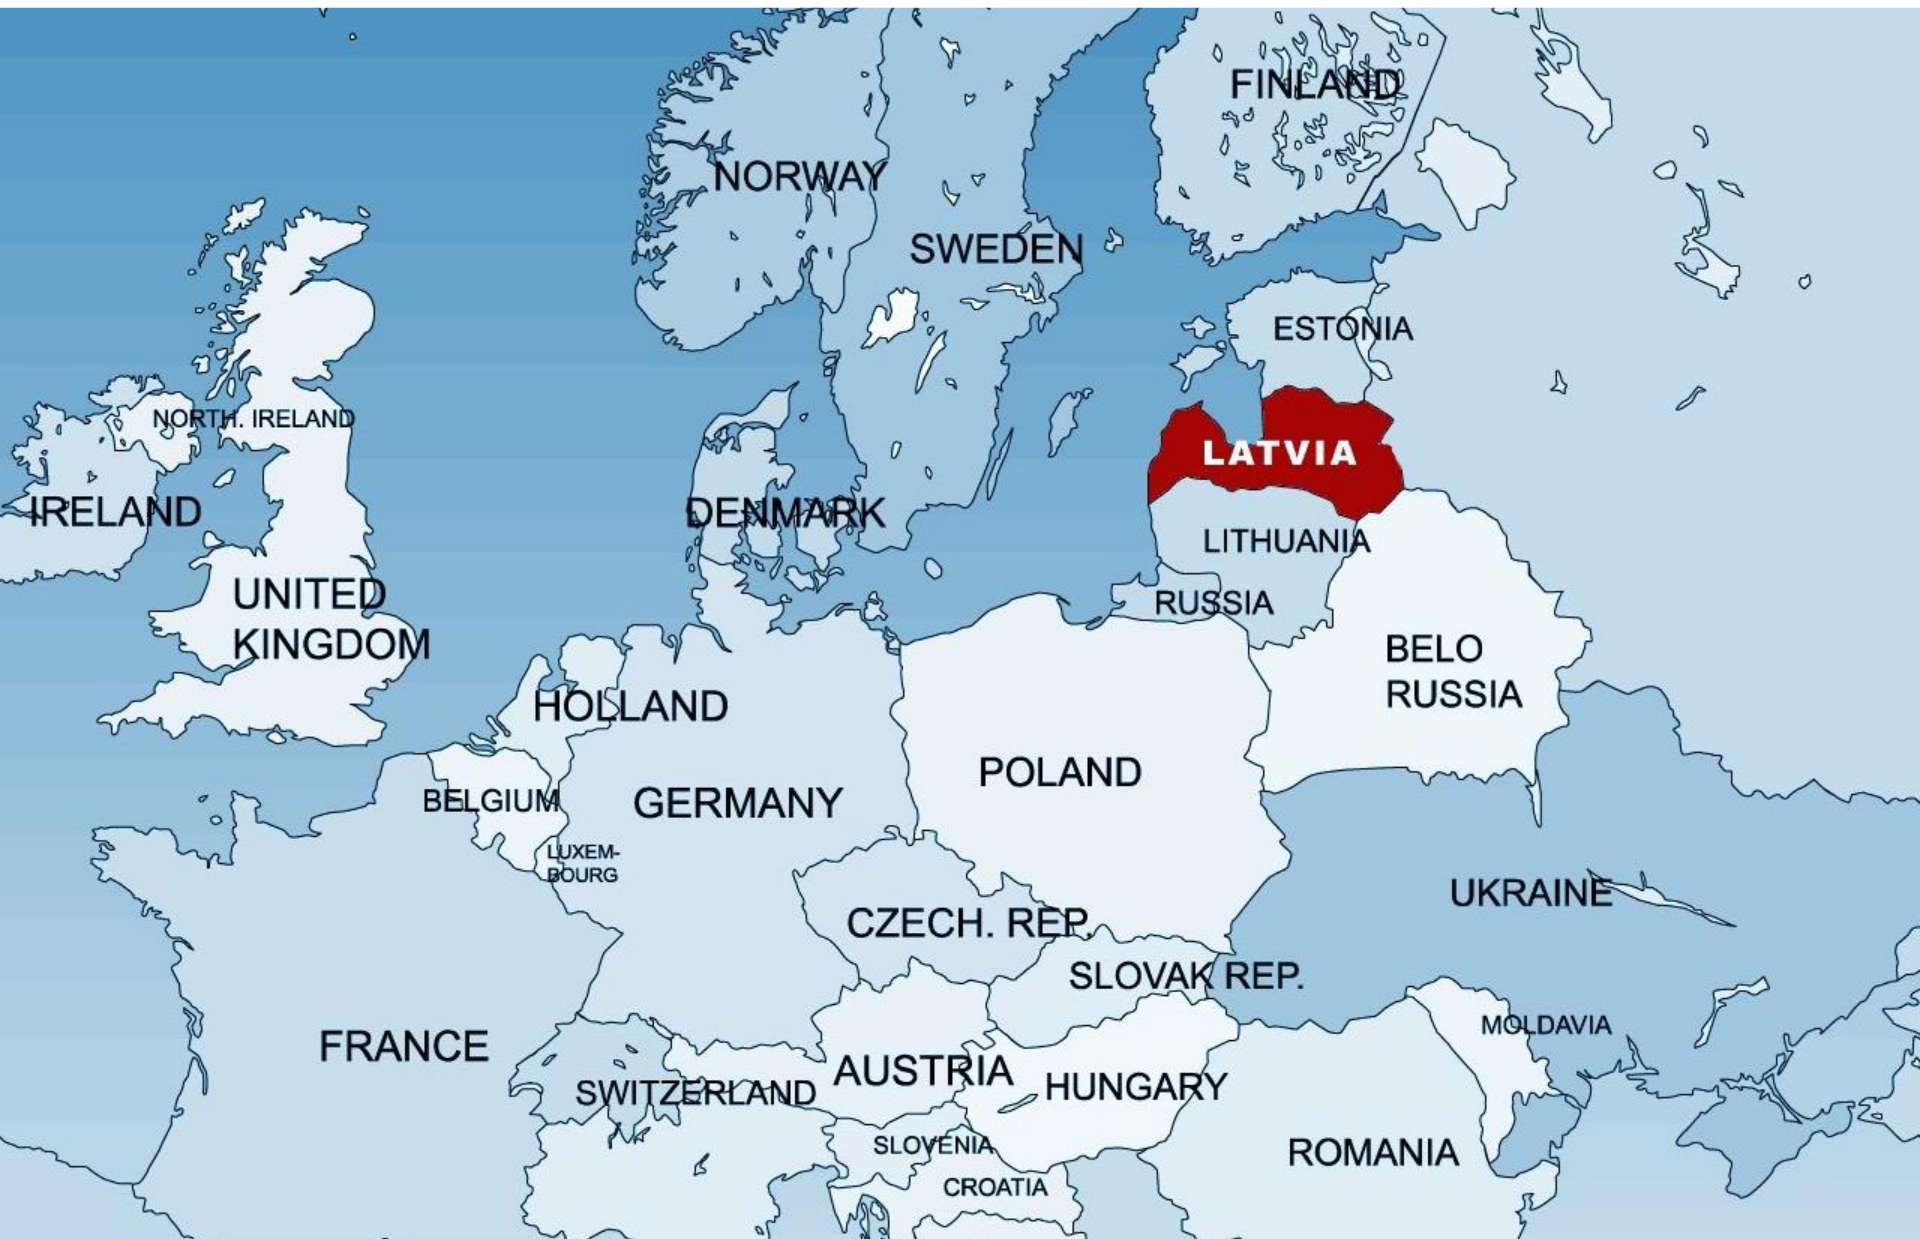 FINLAND
NORWAY
SWEDEN
ESTONIA
NORTH. IRELAND
LATVIA
IRELAND
DENMARK
LITHUANIA
UNITED
KINGDOM
RUSSIA
BELO
RUSSIA
HOLLAND
POLAND
BELGIUM
GERMANY
LUXEM-
BOURG
UKRAINE
CZECH. REP.
SLOVAK REP.
MOLDAVIA
FRANCE
AUSTRIA
HUNGARY
SWITZERLAND
SLOVENIA
ROMANIA
CROATIA